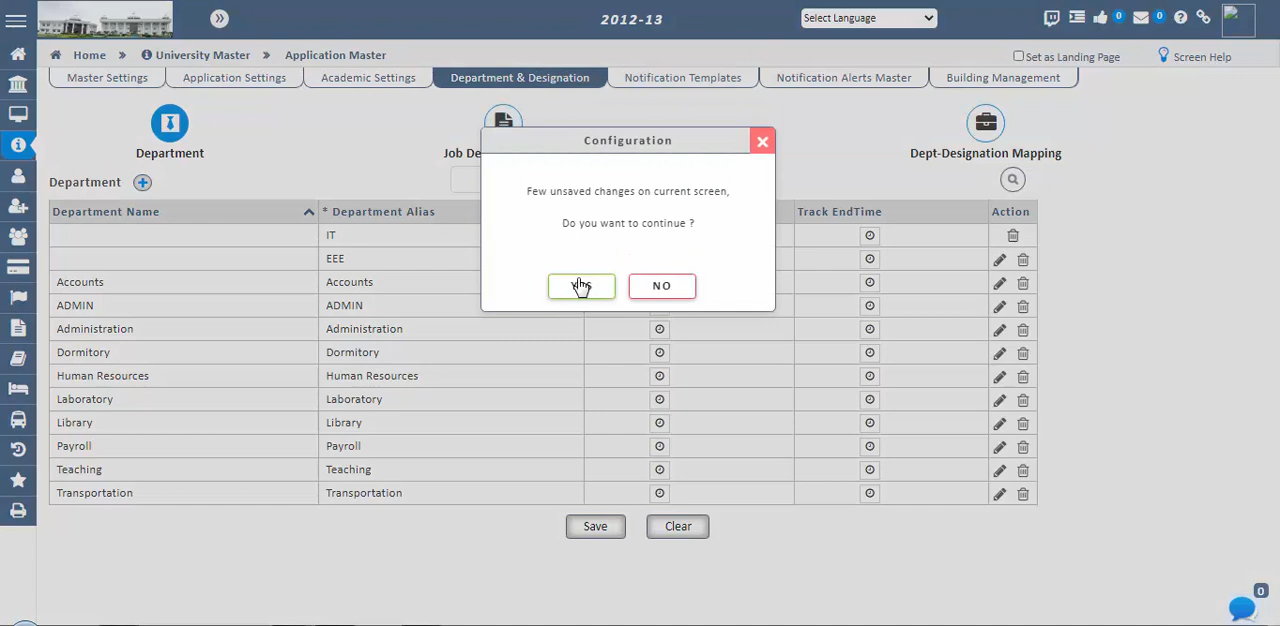 2012-13
Select Language
0
0
Home » University Master » Application Master
Set as Landing Page
Screen Help
Master Settings
Application Settings
Academic Settings
Department & Designation
Notification Templates
Notification Alerts Master
Building Management
Department
Job De
Dept-Designation Mapping
Configuration
Few unsaved changes on current screen,
Do you want to continue ?
NO
Department
Department Name
* Department Alias
Track EndTime
Action
IT
EEE
Accounts Accounts
ADMIN ADMIN
Administration Administration
Dormitory Dormitory
Human Resources Human Resources
Laboratory Laboratory
Library Library
Payroll Payroll
Teaching Teaching
Transportation Transportation
Save
Clear
0